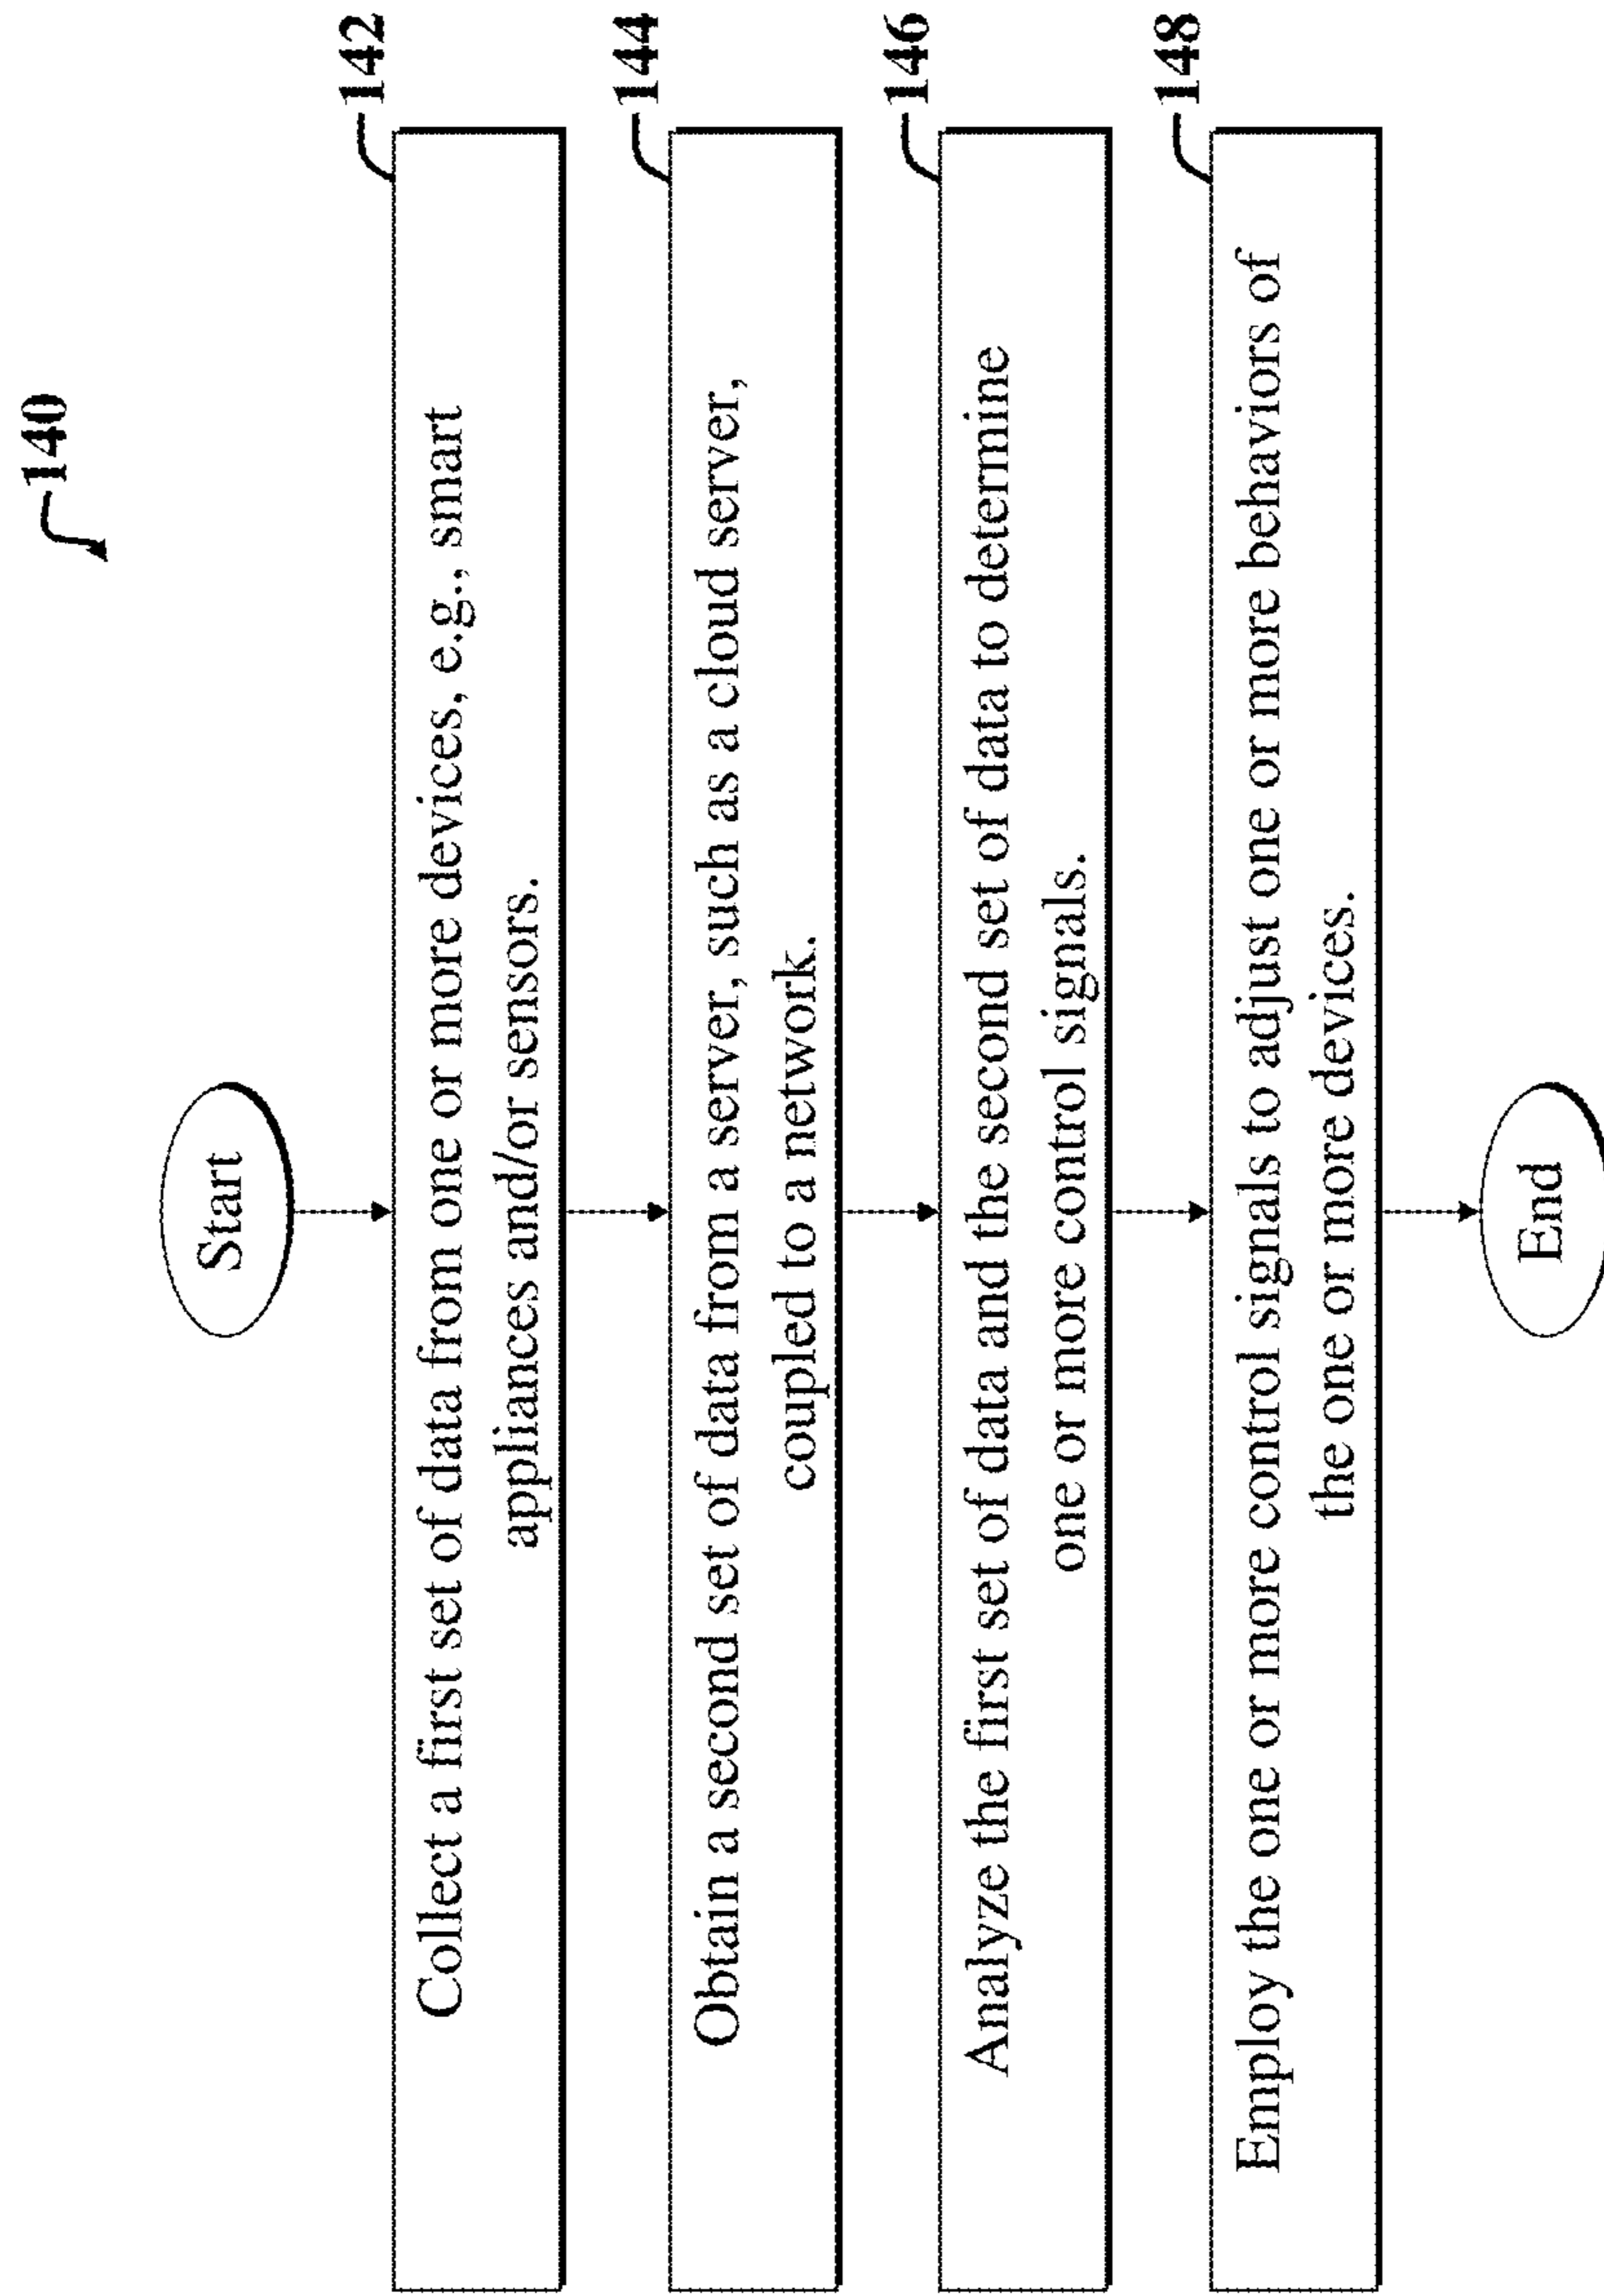 140
Start
142
Collect a first set of data from one or more devices, e.g., smart
appliances and/or sensors.
144
Obtain a second set of data from a server, such as a cloud server,
coupled to a network.
146
Analyze the first set of data and the second set of data to determine
one or more control signals.
148
Employ the one or more control signals to adjust one or more behaviors of
the one or more devices.
End